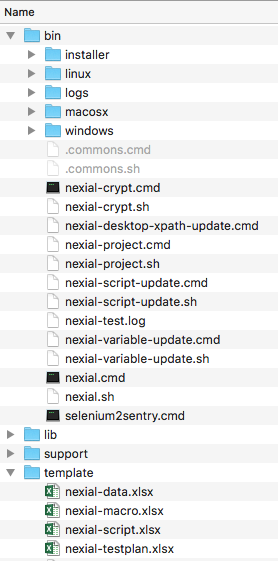 Name
bin
installer
linux
logs
macosx
windows
.commons.cmd
.commons.sh
nexial-crypt.cmd
nexial-crypt.sh
nexial-desktop-xpath-update.cmd
nexial-project.cmd
nexial-project.sh
nexial-script-update.cmd
nexial-script-update.sh
nexial-test.log
nexial-variable-update.cmd
nexial-variable-update.sh
nexial.cmd
nexial.sh
selenium2sentry.cmd
lib
support
template
nexial-data.xlsx
nexial-macro.xlsx
nexial-script.xlsx
nexial-testplan.xlsx